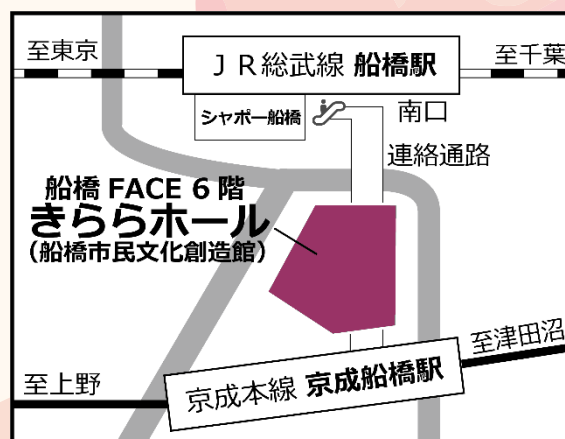 至東京
ＪＲ総武線 船橋駅
至千葉
シャポー船橋
南口
連絡通路
船橋 FACE 6 階
きららホール
(船橋市民文化創造館)
至津田沼
至上野
京成本線 京成船橋駅